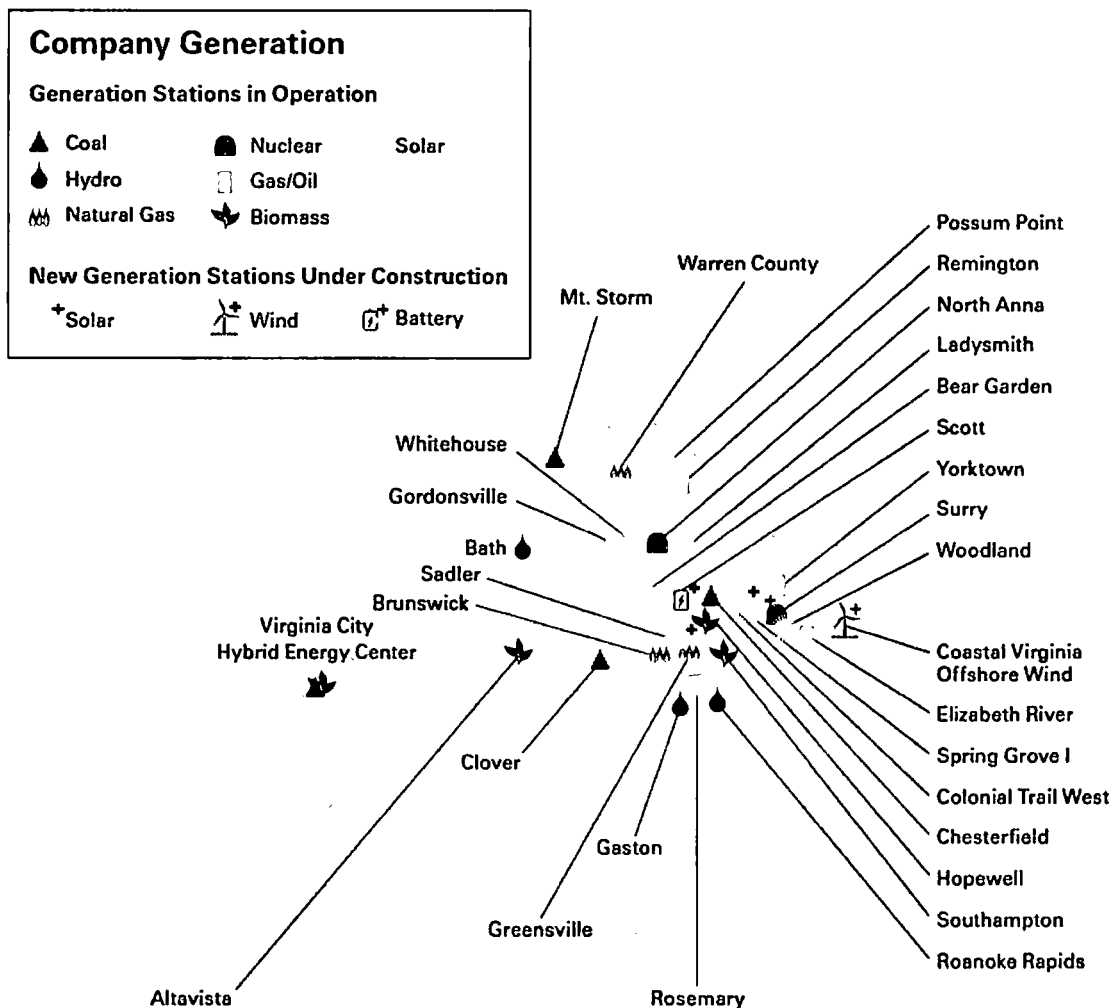 Company Generation
Generation Stations in Operation
Coal
Nuclear
Solar
Hydro
Gas/Oil
Natural Gas
Biomass
New Generation Stations Under Construction
Solar
Wind
Battery
Possum Point
Warren County
Remington
Mt. Storm
North Anna
Ladysmith
Bear Garden
Scott
Whitehouse
Yorktown
Gordonsville
Surry
Bath
Woodland
Sadler
Brunswick
Virginia City
Hybrid Energy Center
Coastal Virginia
Offshore Wind
Elizabeth River
Clover
Spring Grove I
Colonial Trail West
Chesterfield
Gaston
Hopewell
Greensville
Southampton
Roanoke Rapids
Altavista
Rosemary